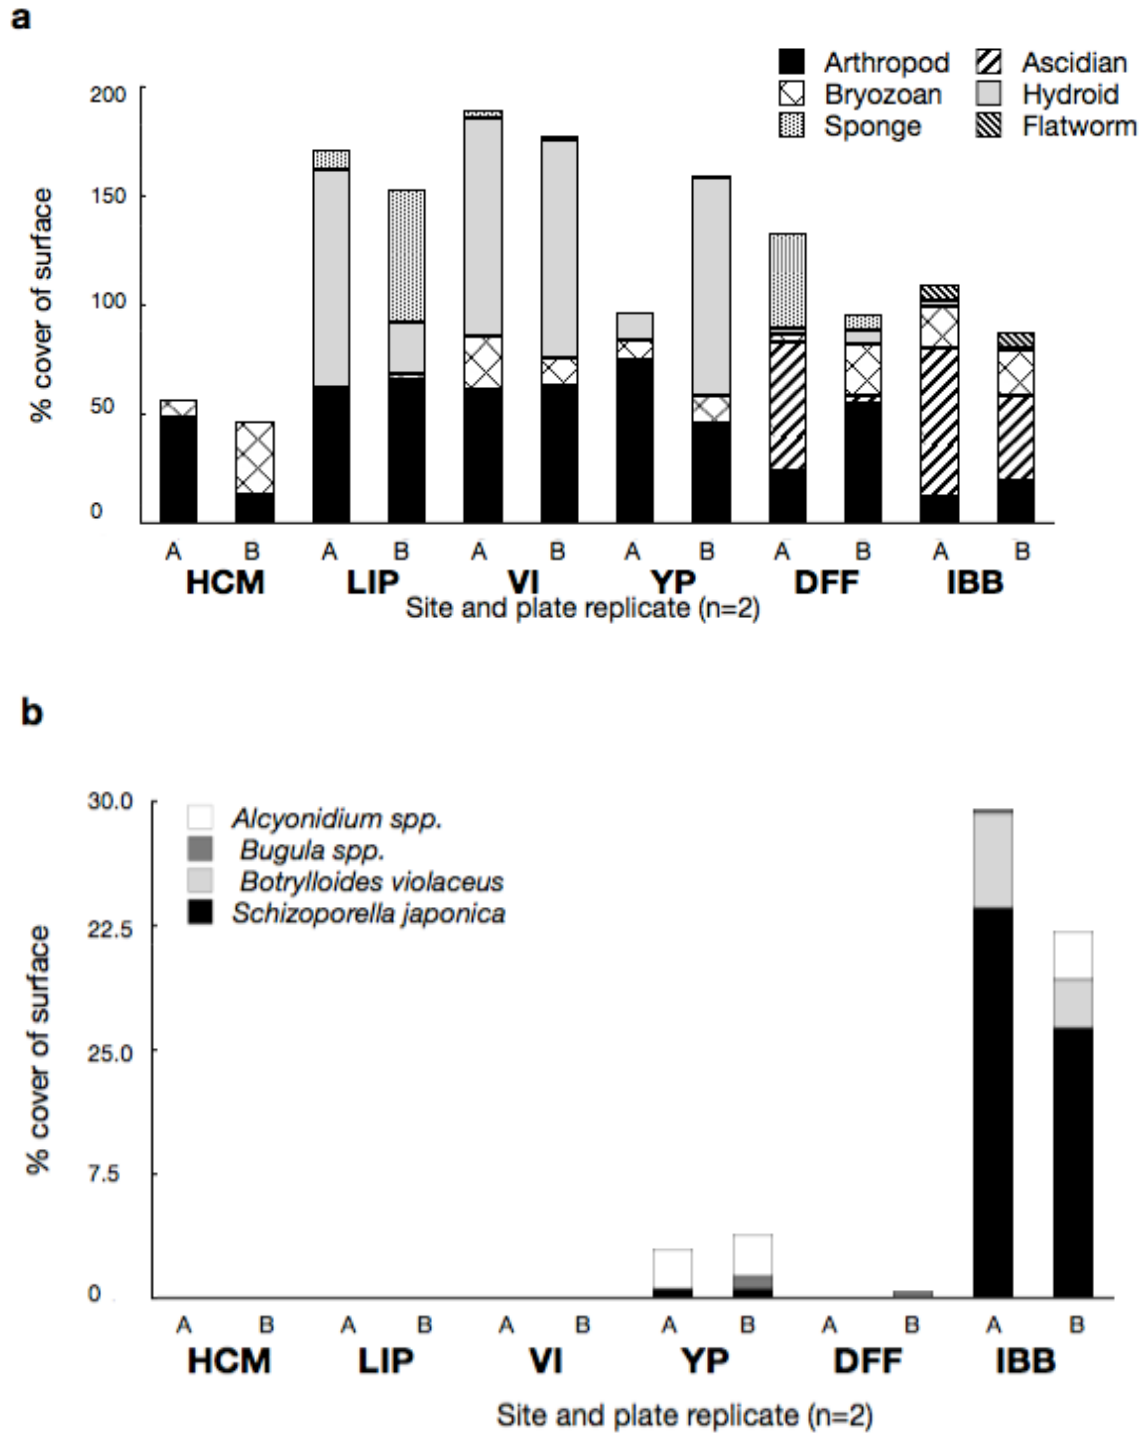 a
Arthropod Ascidian
Bryozoan Hydroid
Sponge Flatworm
200
150
100
50
0
% cover of surface
A B A B A B A B A B A B
HCM LIP VI YP DFF IBB
Site and plate replicate (n=2)
b
30.0
22.5
25.0
7.5
0
% cover of surface
Alcyonidium spp.
Bugula spp.
Botrylloides violaceus
Schizoporella japonica
A B A B A B A B A B A B
HCM LIP VI YP DFF IBB
Site and plate replicate (n=2)